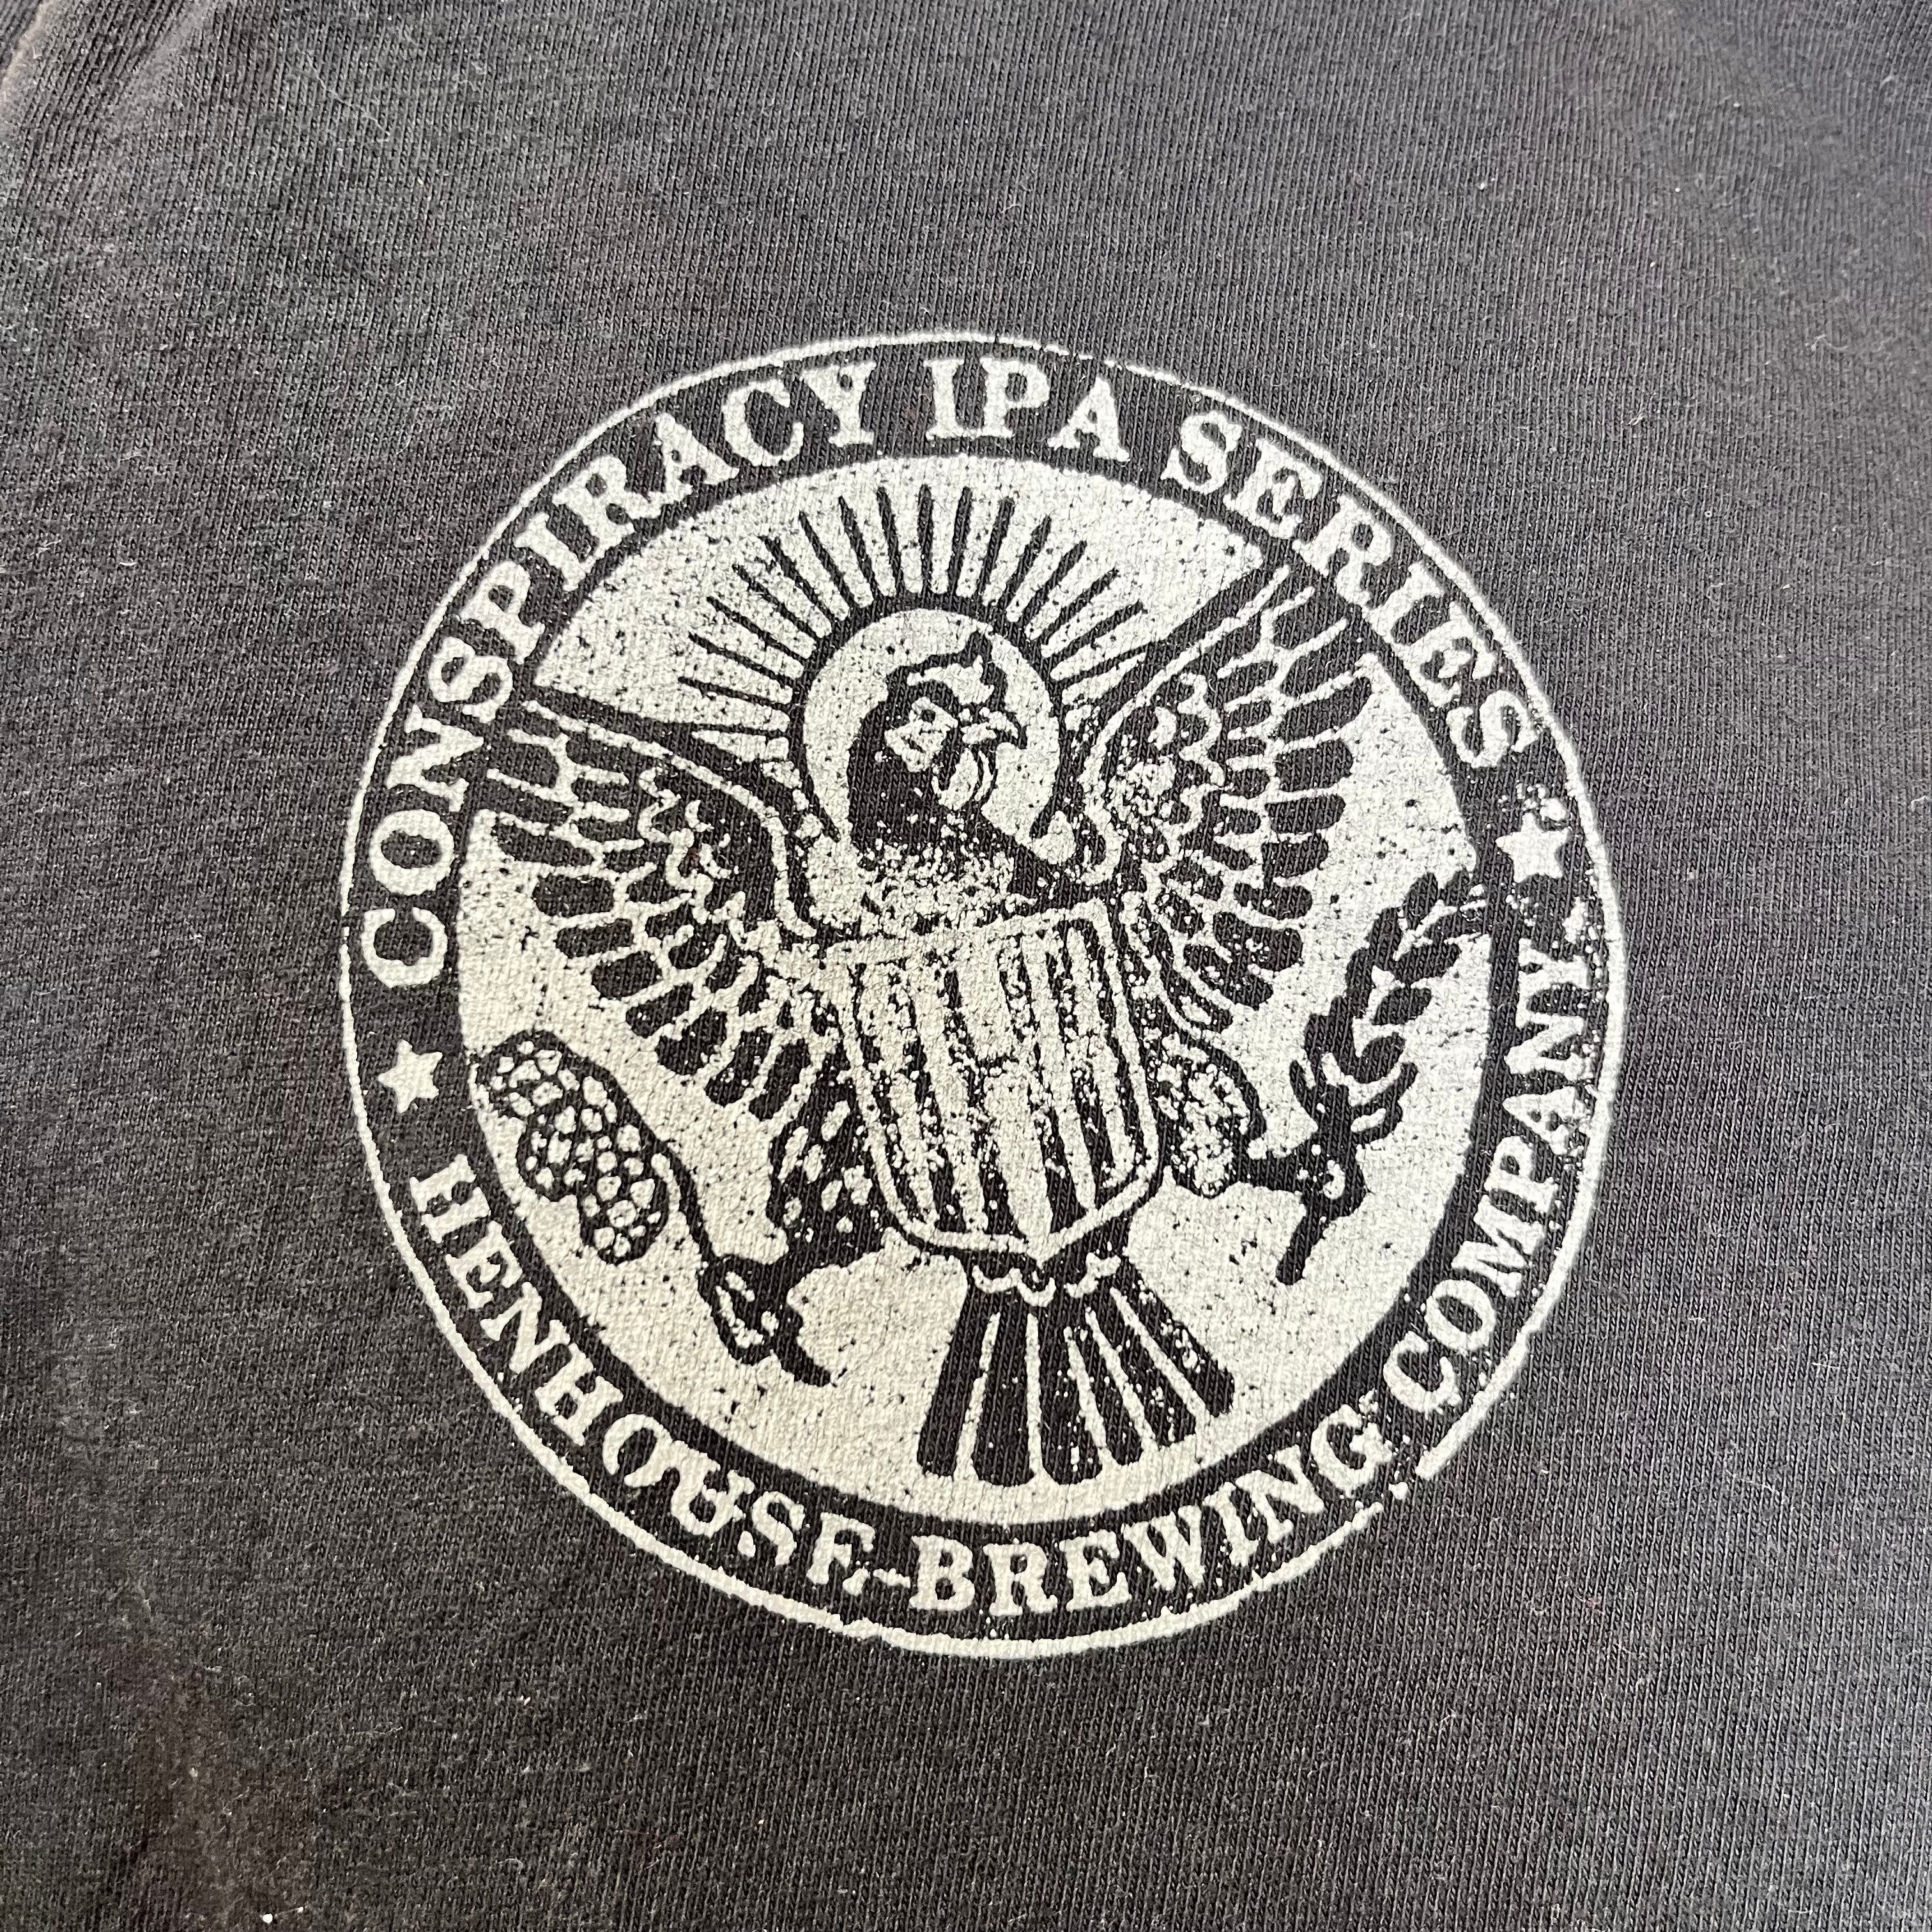 CONSPIRACY IPA SERIES
HENHOUSE BREWING COMPANY